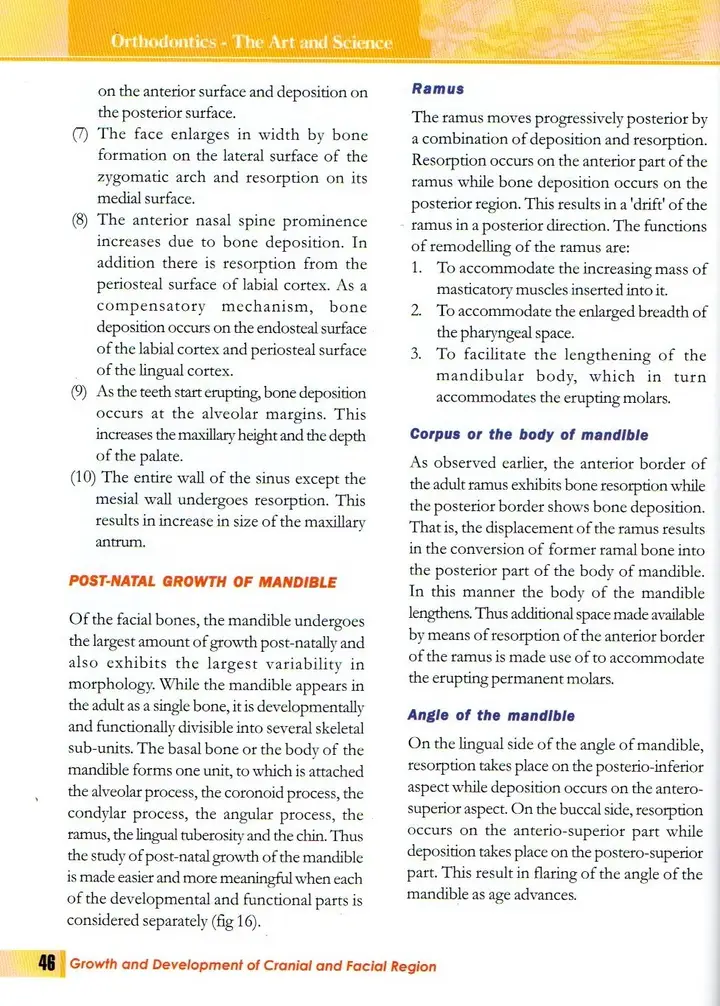 Orthodontics - The Art and Science
on the anterior surface and deposition on
the posterior surface.
(7) The face enlarges in width by bone
formation on the lateral surface of the
zygomatic arch and resorption on its
medial surface.
(8) The anterior nasal spine prominence
increases due to bone deposition. In
addition there is resorption from the
periosteal surface of labial cortex. As a
compensatory mechanism, bone
deposition occurs on the endosteal surface
of the labial cortex and periosteal surface
of the lingual cortex.
(9) As the teeth start erupting, bone deposition
occurs at the alveolar margins. This
increases the maxillary height and the depth
of the palate.
(10) The entire wall of the sinus except the
mesial wall undergoes resorption. This
results in increase in size of the maxillary
antrum.
POST-NATAL GROWTH OF MANDIBLE
Of the facial bones, the mandible undergoes
the largest amount of growth post-natally and
also exhibits the largest variability in
morphology. While the mandible appears in
the adult as a single bone, it is developmentally
and functionally divisible into several skeletal
sub-units. The basal bone or the body of the
mandible forms one unit, to which is attached
the alveolar process, the coronoid process, the
condylar process, the angular process, the
ramus, the lingual tuberosity and the chin. Thus
the study of post-natal growth of the mandible
is made easier and more meaningful when each
of the developmental and functional parts is
considered separately (fig 16).
Ramus
The ramus moves progressively posterior by
a combination of deposition and resorption.
Resorption occurs on the anterior part of the
ramus while bone deposition occurs on the
posterior region. This results in a 'drift' of the
ramus in a posterior direction. The functions
of remodelling of the ramus are:
1. To accommodate the increasing mass of
masticatory muscles inserted into it.
2. To accommodate the enlarged breadth of
the pharyngeal space.
3. To facilitate the lengthening of the
mandibular body, which in turn
accommodates the erupting molars.
Corpus or the body of mandible
As observed earlier, the anterior border of
the adult ramus exhibits bone resorption while
the posterior border shows bone deposition.
That is, the displacement of the ramus results
in the conversion of former ramal bone into
the posterior part of the body of mandible.
In this manner the body of the mandible
lengthens. Thus additional space made available
by means of resorption of the anterior border
of the ramus is made use of to accommodate
the erupting permanent molars.
Angle of the mandible
On the lingual side of the angle of mandible,
resorption takes place on the posterio-inferior
aspect while deposition occurs on the antero-
superior aspect. On the buccal side, resorption
occurs on the anterio-superior part while
deposition takes place on the postero-superior
part. This result in flaring of the angle of the
mandible as age advances.
46 Growth and Development of Cranial and Facial Region